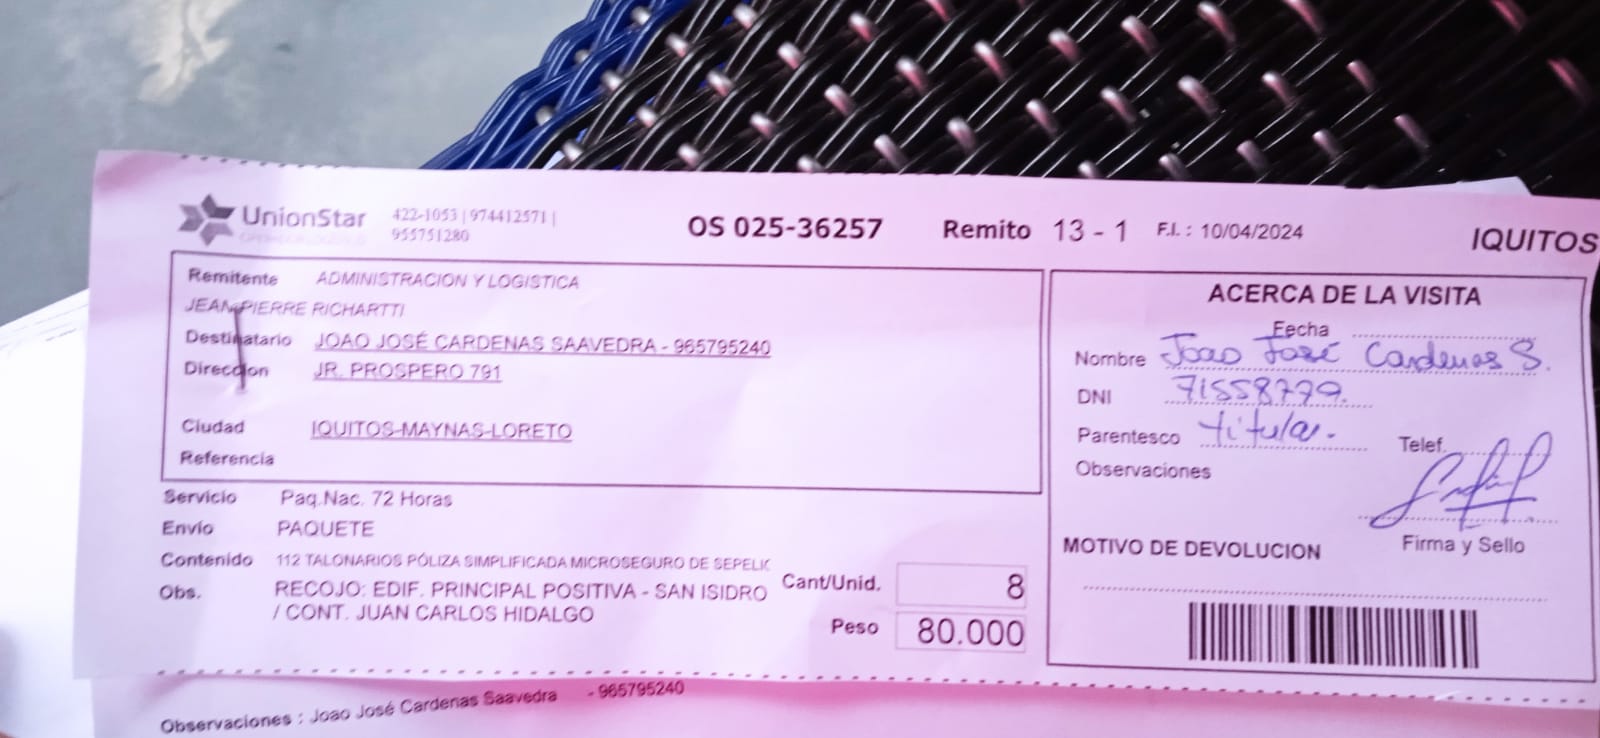 UnionStar 422-1053 | 974412571 |
955751280
OS 025-36257 Remito 13 - 1 F.I. : 10/04/2024 IQUITOS
Remitente ADMINISTRACION Y LOGISTICA
JEAN PIERRE RICHARTTI
Destinatario JOAO JOSÉ CARDENAS SAAVEDRA - 965795240
Direccion JR. PROSPERO 791
Ciudad IQUITOS-MAYNAS-LORETO
Referencia
Servicio Paq.Nac. 72 Horas
Envío PAQUETE
Contenido 112 TALONARIOS PÓLIZA SIMPLIFICADA MICROSEGURO DE SEPELIO
Obs. RECOJO: EDIF. PRINCIPAL POSITIVA - SAN ISIDRO
/ CONT. JUAN CARLOS HIDALGO
Cant/Unid. 8
Peso 80.000
ACERCA DE LA VISITA
Fecha
Nombre Joao José Cardenas S.
DNI 71558779.
Parentesco titular. Telef.
Observaciones
Firma y Sello
MOTIVO DE DEVOLUCION
Observaciones : Joao José Cardenas Saavedra - 965795240